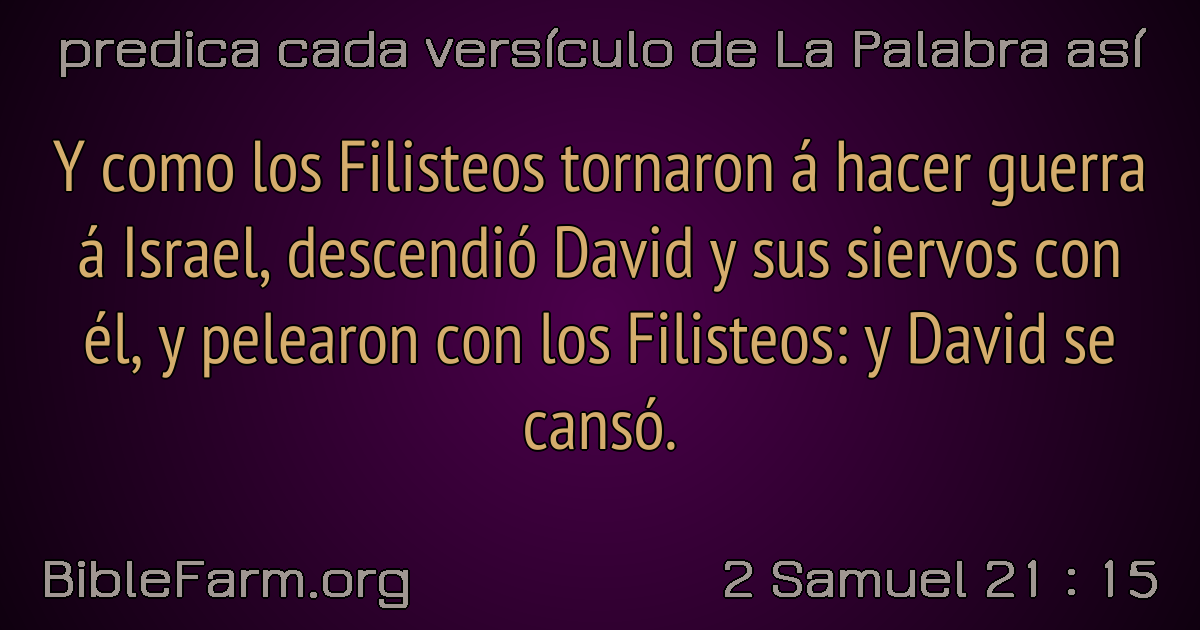 predica cada versículo de La Palabra así
Y como los Filisteos tornaron á hacer guerra
á Israel, descendió David y sus siervos con
él, y pelearon con los Filisteos: y David se
cansó.
BibleFarm.org
2 Samuel 21 : 15